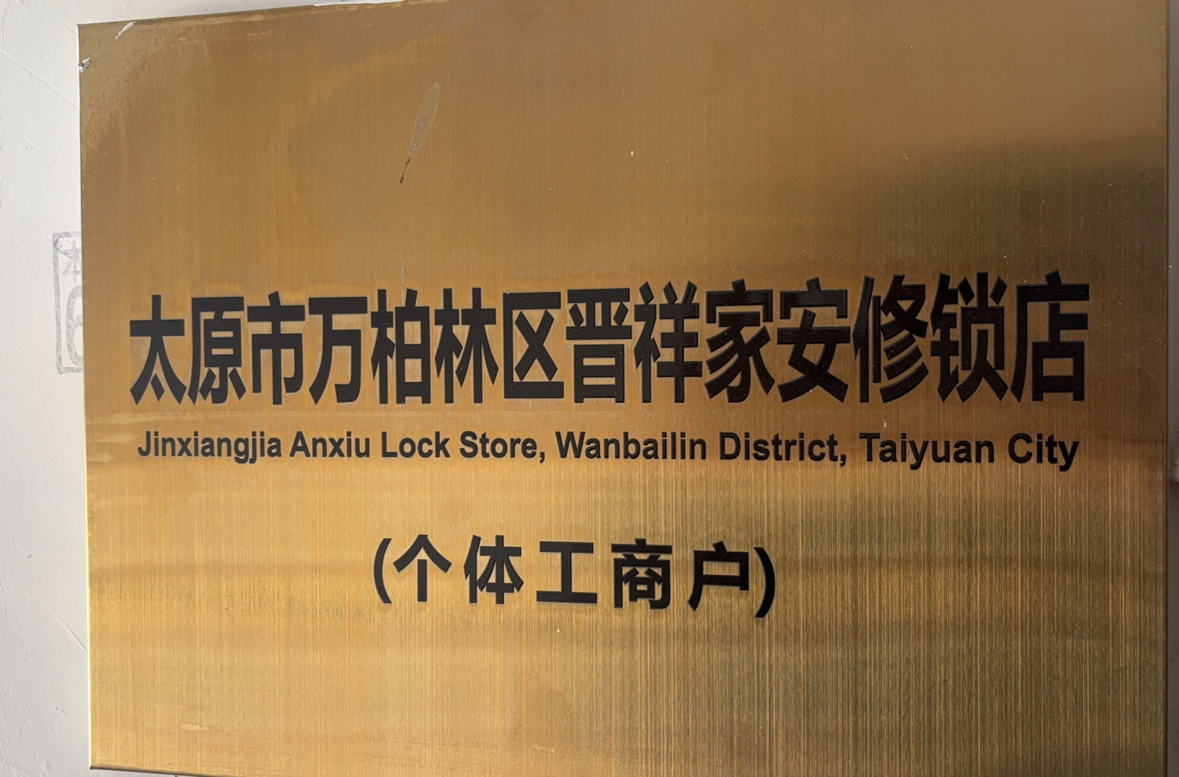 太原市万柏林区晋祥家安修锁店
Jinxiangjia Anxiu Lock Store, Wanbailin District, Taiyuan City
(个体工商户)